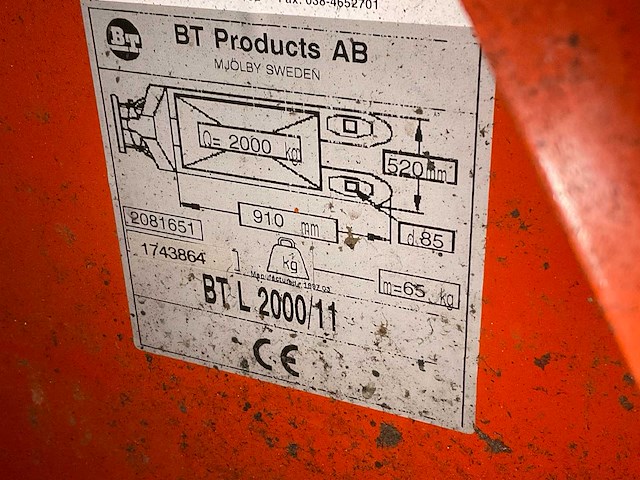 Fax: 038-4652701
BT
BT Products AB
MJÖLBY SWEDEN
Q= 2000 kg
520 mm
910 mm
d 85
2081651
1743864
kg
m=65 kg
BT L 2000/11
CE